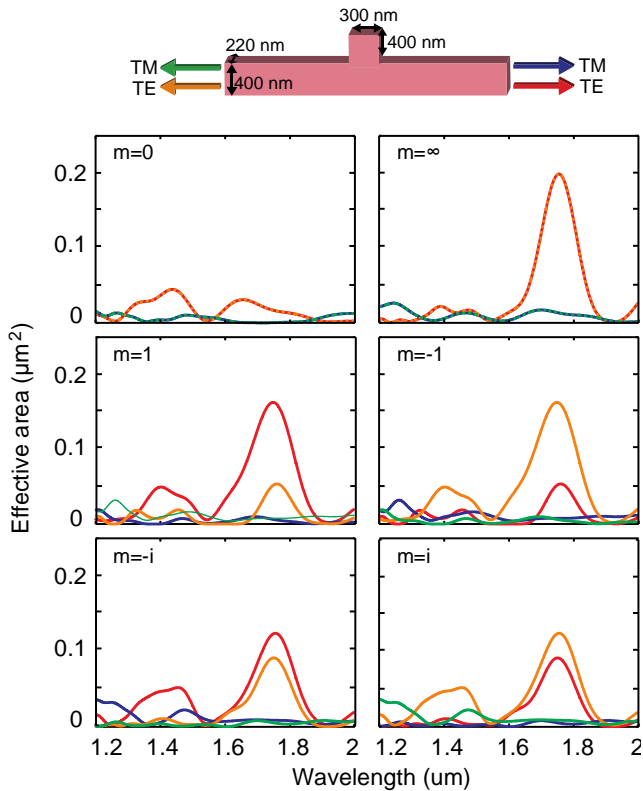 300 nm
220 nm
400 nm
TM
TM
TE
400 nm
TE
m=0
m=∞
0.2
0.1
0
m=1
m=-1
0.2
0.1
0
m=-i
m=i
0.2
0.1
0
Effective area (μm²)
1.2 1.4 1.6 1.8 2
1.2 1.4 1.6 1.8 2
Wavelength (um)